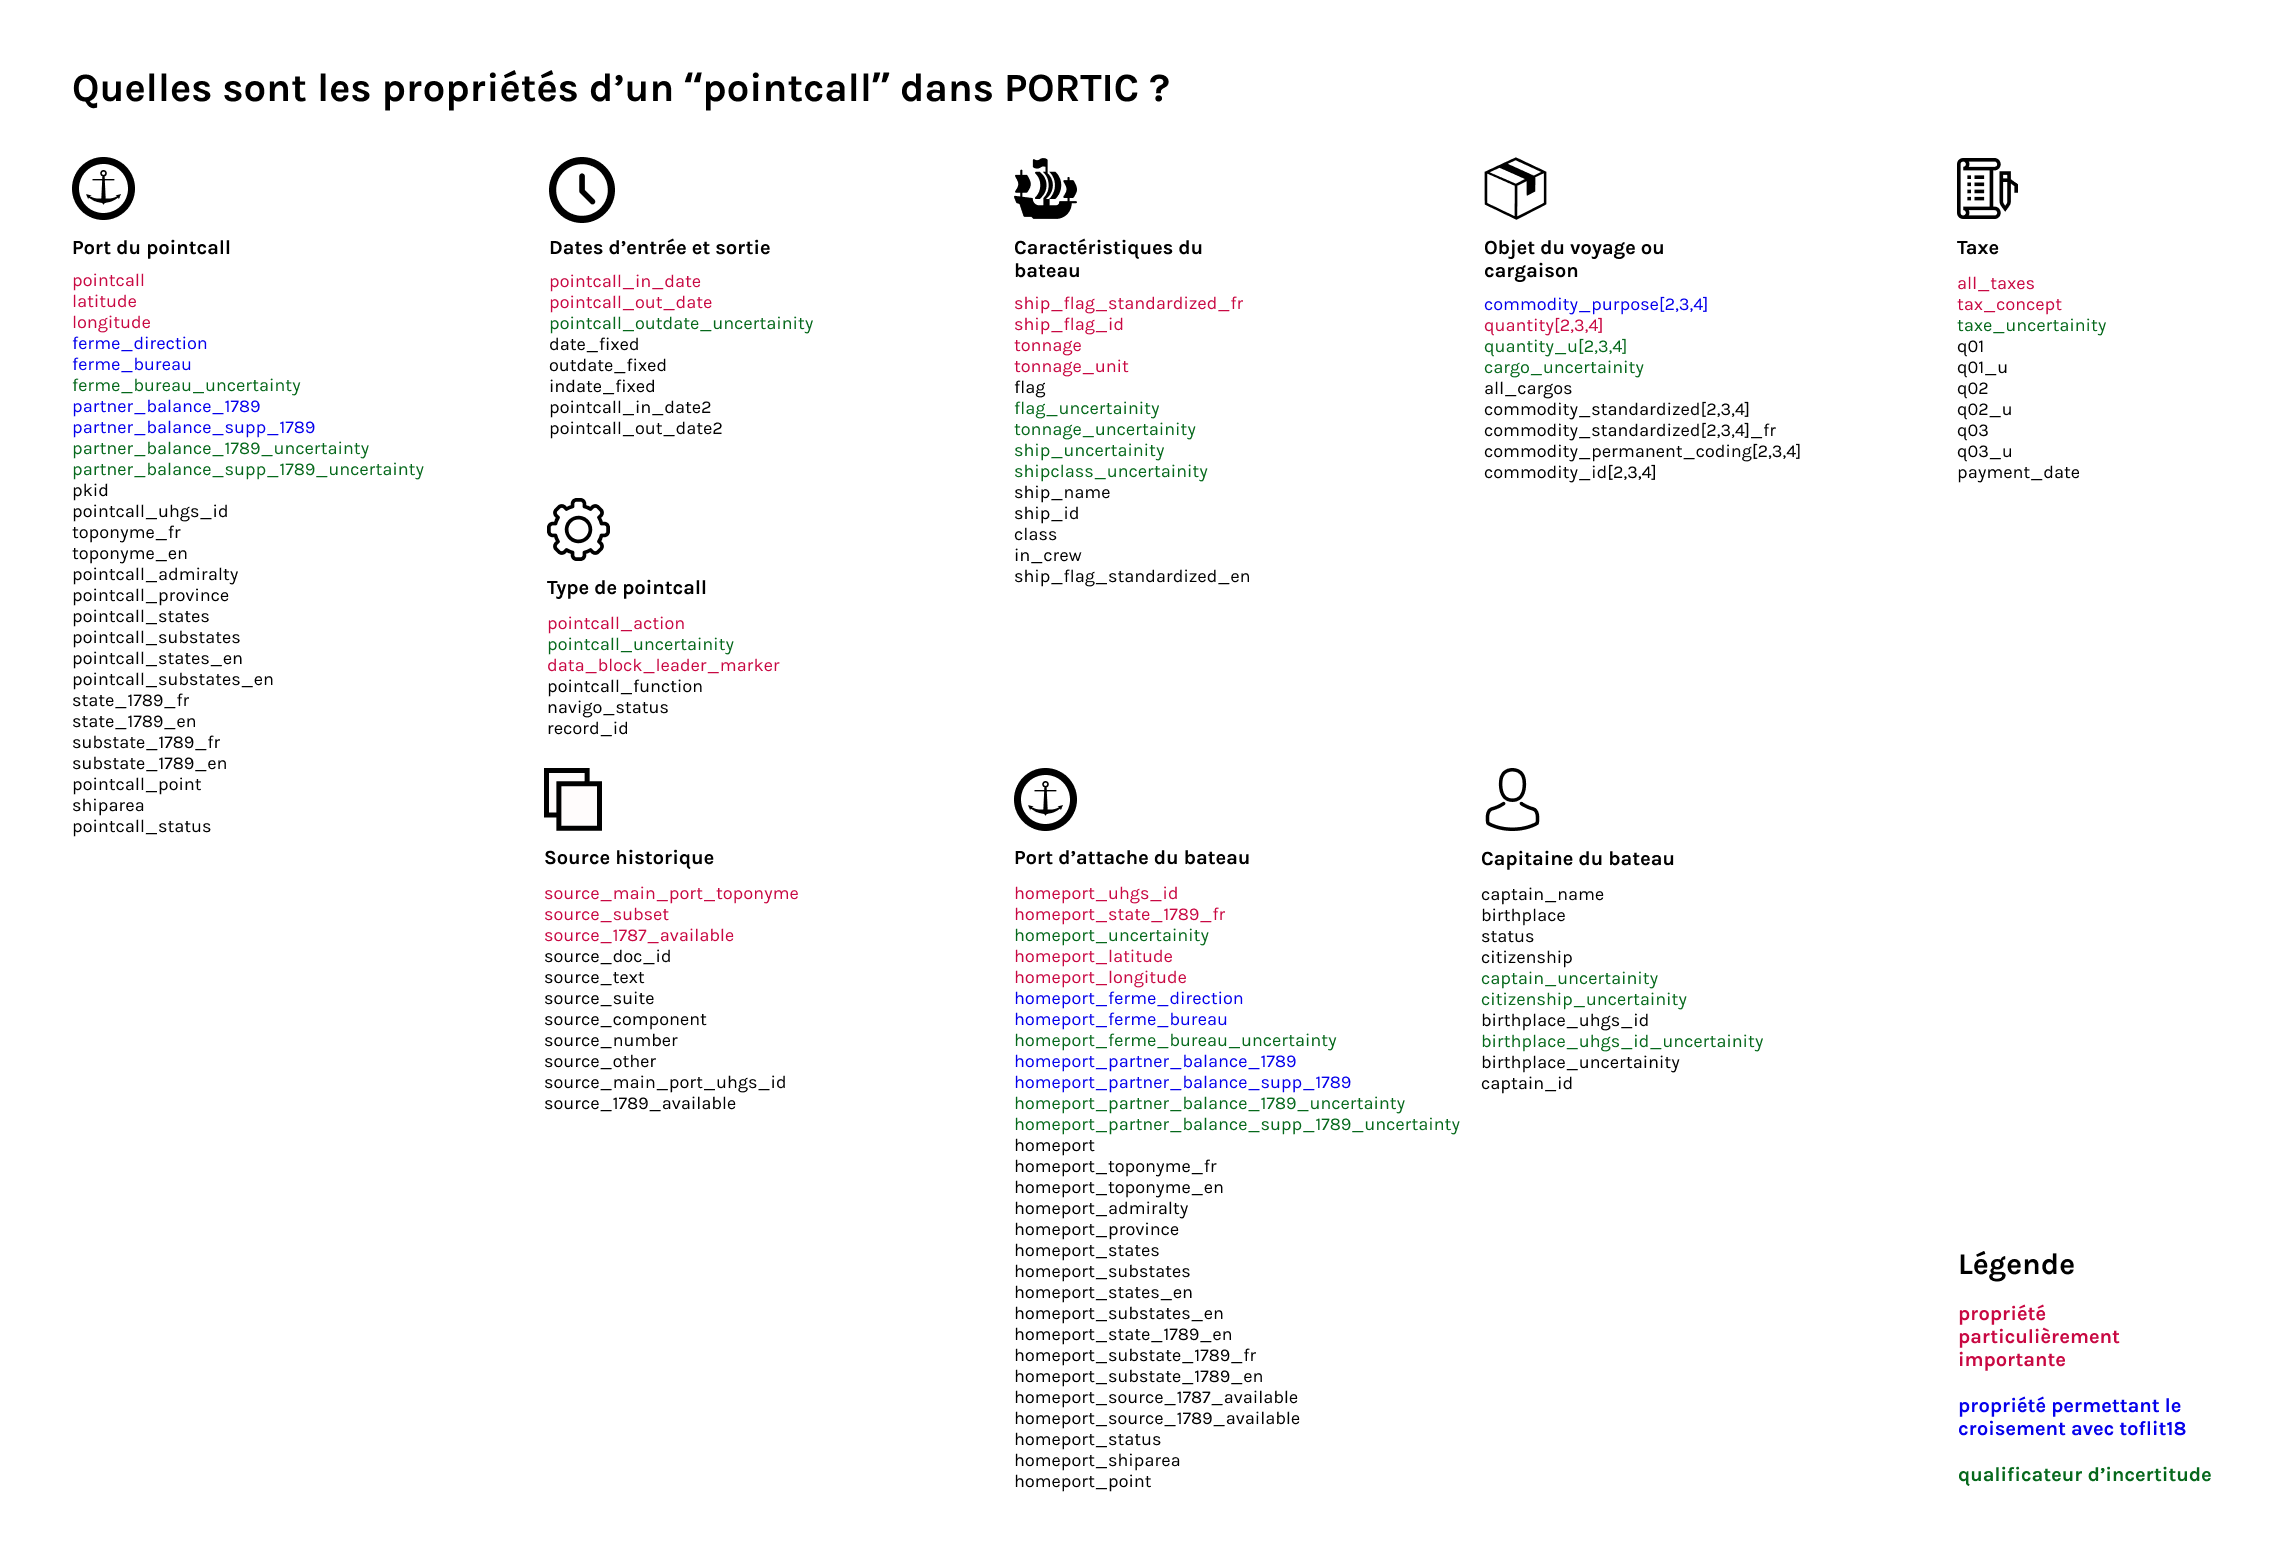 Quelles sont les propriétés d’un “pointcall” dans PORTIC ?
Port du pointcall
pointcall
latitude
longitude
ferme_direction
ferme_bureau
ferme_bureau_uncertainty
partner_balance_1789
partner_balance_supp_1789
partner_balance_1789_uncertainty
partner_balance_supp_1789_uncertainty
pkid
pointcall_uhgs_id
toponyme_fr
toponyme_en
pointcall_admiralty
pointcall_province
pointcall_states
pointcall_substates
pointcall_states_en
pointcall_substates_en
state_1789_fr
state_1789_en
substate_1789_fr
substate_1789_en
pointcall_point
shiparea
pointcall_status
Dates d’entrée et sortie
pointcall_in_date
pointcall_out_date
pointcall_outdate_uncertainity
date_fixed
outdate_fixed
indate_fixed
pointcall_in_date2
pointcall_out_date2
Type de pointcall
pointcall_action
pointcall_uncertainity
data_block_leader_marker
pointcall_function
navigo_status
record_id
Source historique
source_main_port_toponyme
source_subset
source_1787_available
source_doc_id
source_text
source_suite
source_component
source_number
source_other
source_main_port_uhgs_id
source_1789_available
Caractéristiques du
bateau
ship_flag_standardized_fr
ship_flag_id
tonnage
tonnage_unit
flag
flag_uncertainity
tonnage_uncertainity
ship_uncertainity
shipclass_uncertainity
ship_name
ship_id
class
in_crew
ship_flag_standardized_en
Port d’attache du bateau
homeport_uhgs_id
homeport_state_1789_fr
homeport_uncertainity
homeport_latitude
homeport_longitude
homeport_ferme_direction
homeport_ferme_bureau
homeport_ferme_bureau_uncertainty
homeport_partner_balance_1789
homeport_partner_balance_supp_1789
homeport_partner_balance_1789_uncertainty
homeport_partner_balance_supp_1789_uncertainty
homeport
homeport_toponyme_fr
homeport_toponyme_en
homeport_admiralty
homeport_province
homeport_states
homeport_substates
homeport_states_en
homeport_substates_en
homeport_state_1789_en
homeport_substate_1789_fr
homeport_substate_1789_en
homeport_source_1787_available
homeport_source_1789_available
homeport_status
homeport_shiparea
homeport_point
Objet du voyage ou
cargaison
commodity_purpose[2,3,4]
quantity[2,3,4]
quantity_u[2,3,4]
cargo_uncertainity
all_cargos
commodity_standardized[2,3,4]
commodity_standardized[2,3,4]_fr
commodity_permanent_coding[2,3,4]
commodity_id[2,3,4]
Capitaine du bateau
captain_name
birthplace
status
citizenship
captain_uncertainity
citizenship_uncertainity
birthplace_uhgs_id
birthplace_uhgs_id_uncertainity
birthplace_uncertainity
captain_id
Taxe
all_taxes
tax_concept
taxe_uncertainity
q01
q01_u
q02
q02_u
q03
q03_u
payment_date
Légende
propriété
particulièrement
importante
propriété permettant le
croisement avec toflit18
qualificateur d’incertitude